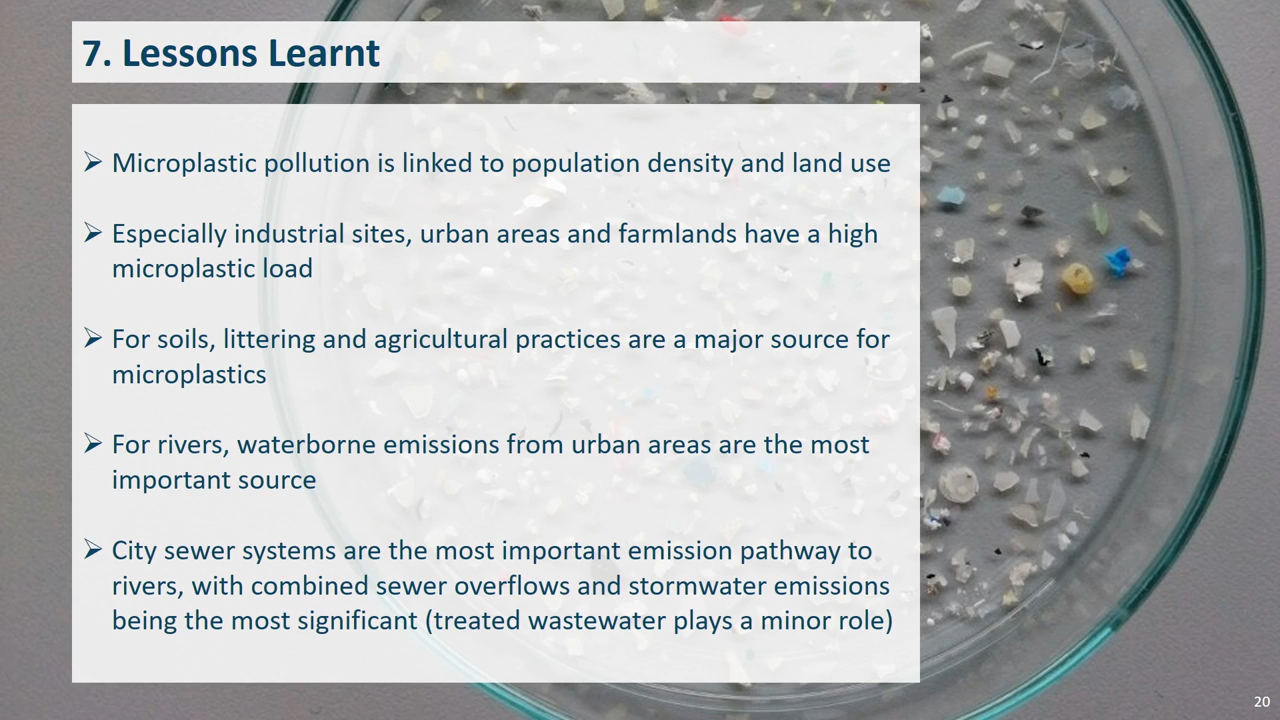 7. Lessons Learnt
➢ Microplastic pollution is linked to population density and land use
➢ Especially industrial sites, urban areas and farmlands have a high
microplastic load
➢ For soils, littering and agricultural practices are a major source for
microplastics
➢ For rivers, waterborne emissions from urban areas are the most
important source
➢ City sewer systems are the most important emission pathway to
rivers, with combined sewer overflows and stormwater emissions
being the most significant (treated wastewater plays a minor role)
20